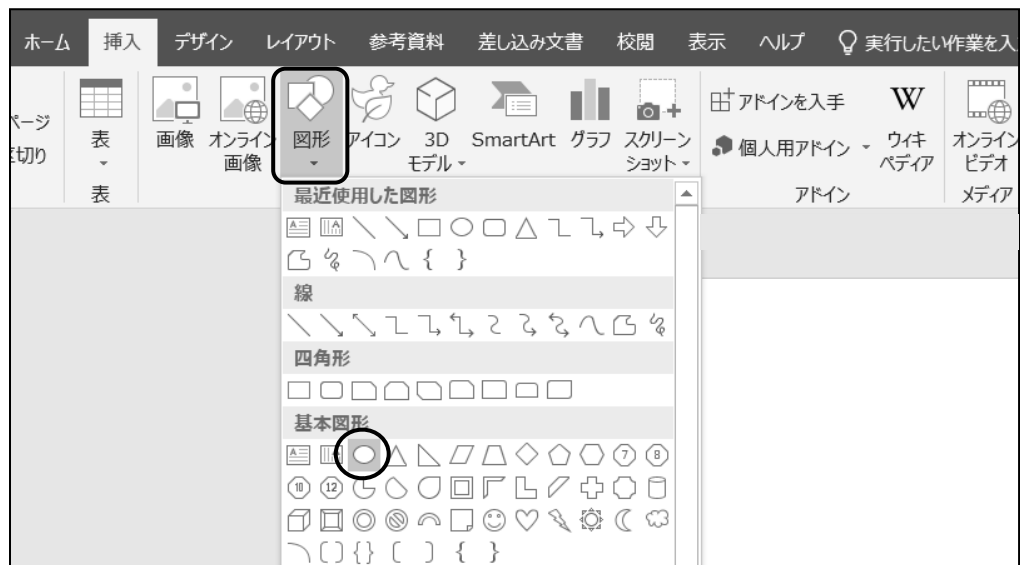 ホーム 挿入 デザイン レイアウト 参考資料 差し込み文書 校閲 表示 ヘルプ 実行したい作業を入
ページ
区切り
表
画像
オンライン
画像
図形
アイコン
3D
モデル
SmartArt
グラフ
スクリーン
ショット
アドインを入手
個人用アドイン
W
ウィキ
ペディア
オンライン
ビデオ
表
アドイン
メディア
最近使用した図形
線
四角形
基本図形
7 8
10 12